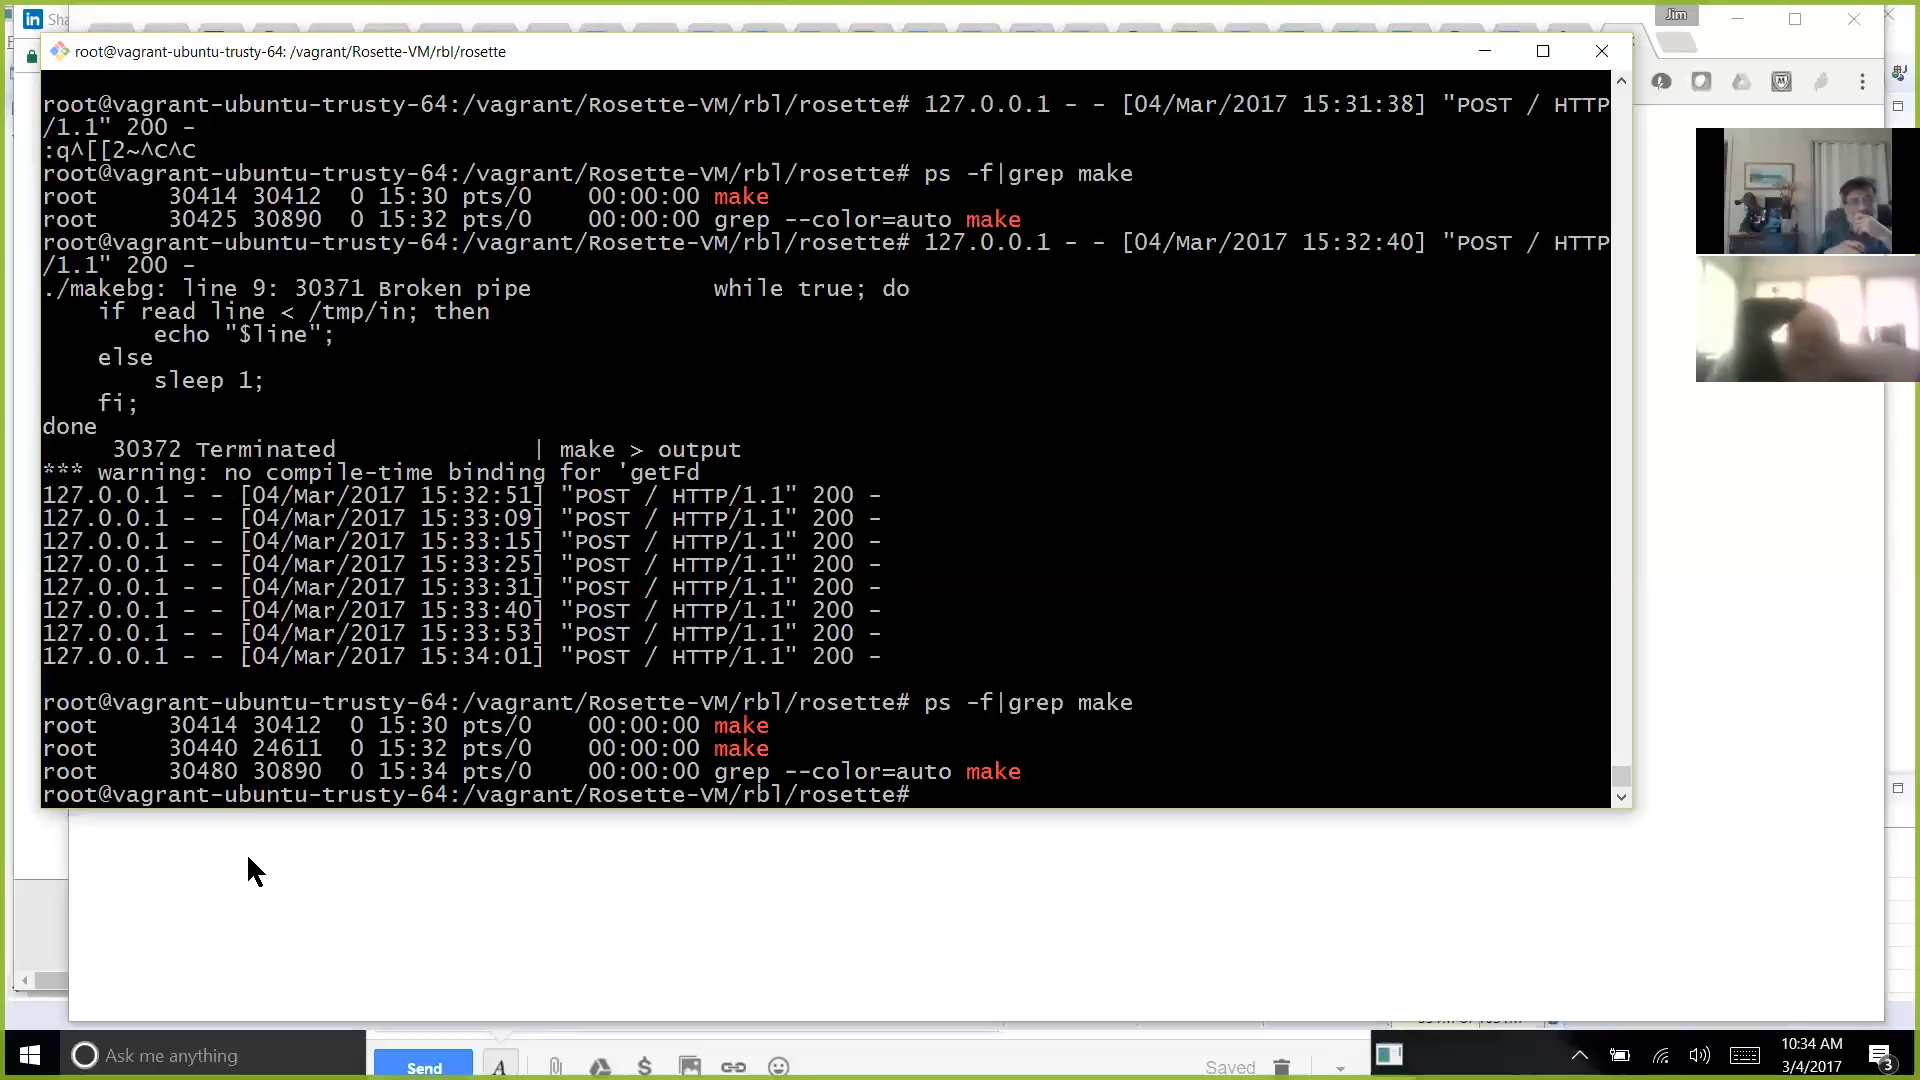 in Sha
Jim
root@vagrant-ubuntu-trusty-64: /vagrant/Rosette-VM/rbl/rosette
root@vagrant-ubuntu-trusty-64:/vagrant/Rosette-VM/rbl/rosette# 127.0.0.1 - - [04/Mar/2017 15:31:38] "POST / HTTP
/1.1" 200 -
:q^[[2~^C^C
root@vagrant-ubuntu-trusty-64:/vagrant/Rosette-VM/rbl/rosette# ps -f|grep make
root     30414 30412  0 15:30 pts/0    00:00:00 make
root     30425 30890  0 15:32 pts/0    00:00:00 grep --color=auto make
root@vagrant-ubuntu-trusty-64:/vagrant/Rosette-VM/rbl/rosette# 127.0.0.1 - - [04/Mar/2017 15:32:40] "POST / HTTP
/1.1" 200 -
./makebg: line 9: 30371 Broken pipe             while true; do
    if read line < /tmp/in; then
        echo "$line";
    else
        sleep 1;
    fi;
done
     30372 Terminated              | make > output
*** warning: no compile-time binding for 'getFd
127.0.0.1 - - [04/Mar/2017 15:32:51] "POST / HTTP/1.1" 200 -
127.0.0.1 - - [04/Mar/2017 15:33:09] "POST / HTTP/1.1" 200 -
127.0.0.1 - - [04/Mar/2017 15:33:15] "POST / HTTP/1.1" 200 -
127.0.0.1 - - [04/Mar/2017 15:33:25] "POST / HTTP/1.1" 200 -
127.0.0.1 - - [04/Mar/2017 15:33:31] "POST / HTTP/1.1" 200 -
127.0.0.1 - - [04/Mar/2017 15:33:40] "POST / HTTP/1.1" 200 -
127.0.0.1 - - [04/Mar/2017 15:33:53] "POST / HTTP/1.1" 200 -
127.0.0.1 - - [04/Mar/2017 15:34:01] "POST / HTTP/1.1" 200 -
root@vagrant-ubuntu-trusty-64:/vagrant/Rosette-VM/rbl/rosette# ps -f|grep make
root     30414 30412  0 15:30 pts/0    00:00:00 make
root     30440 24611  0 15:32 pts/0    00:00:00 make
root     30480 30890  0 15:34 pts/0    00:00:00 grep --color=auto make
root@vagrant-ubuntu-trusty-64:/vagrant/Rosette-VM/rbl/rosette#
Ask me anything
Send
Saved
10:34 AM
3/4/2017
3